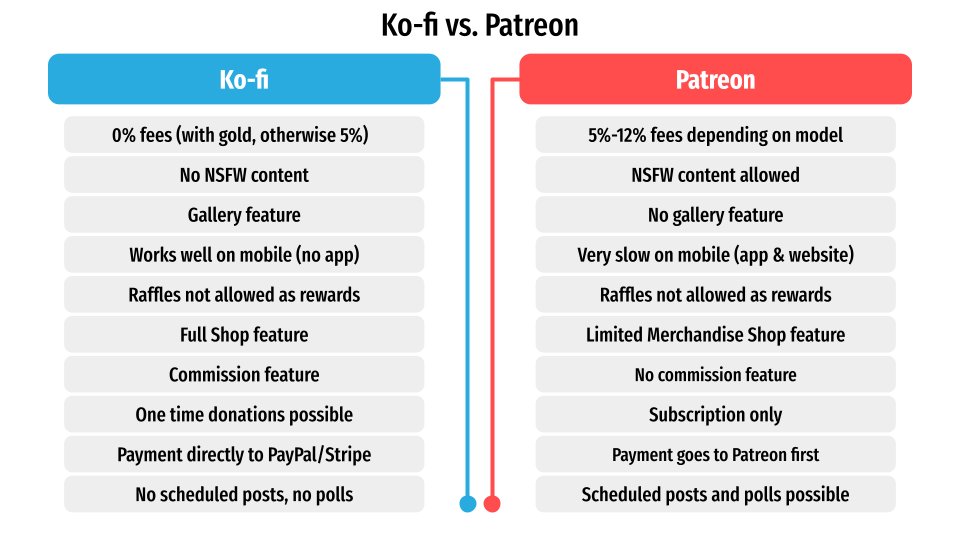 Ko-fi vs. Patreon
Ko-fi
Patreon
0% fees (with gold, otherwise 5%)
5%-12% fees depending on model
No NSFW content
NSFW content allowed
Gallery feature
No gallery feature
Works well on mobile (no app)
Very slow on mobile (app & website)
Raffles not allowed as rewards
Raffles not allowed as rewards
Full Shop feature
Limited Merchandise Shop feature
Commission feature
No commission feature
One time donations possible
Subscription only
Payment directly to PayPal/Stripe
Payment goes to Patreon first
No scheduled posts, no polls
Scheduled posts and polls possible